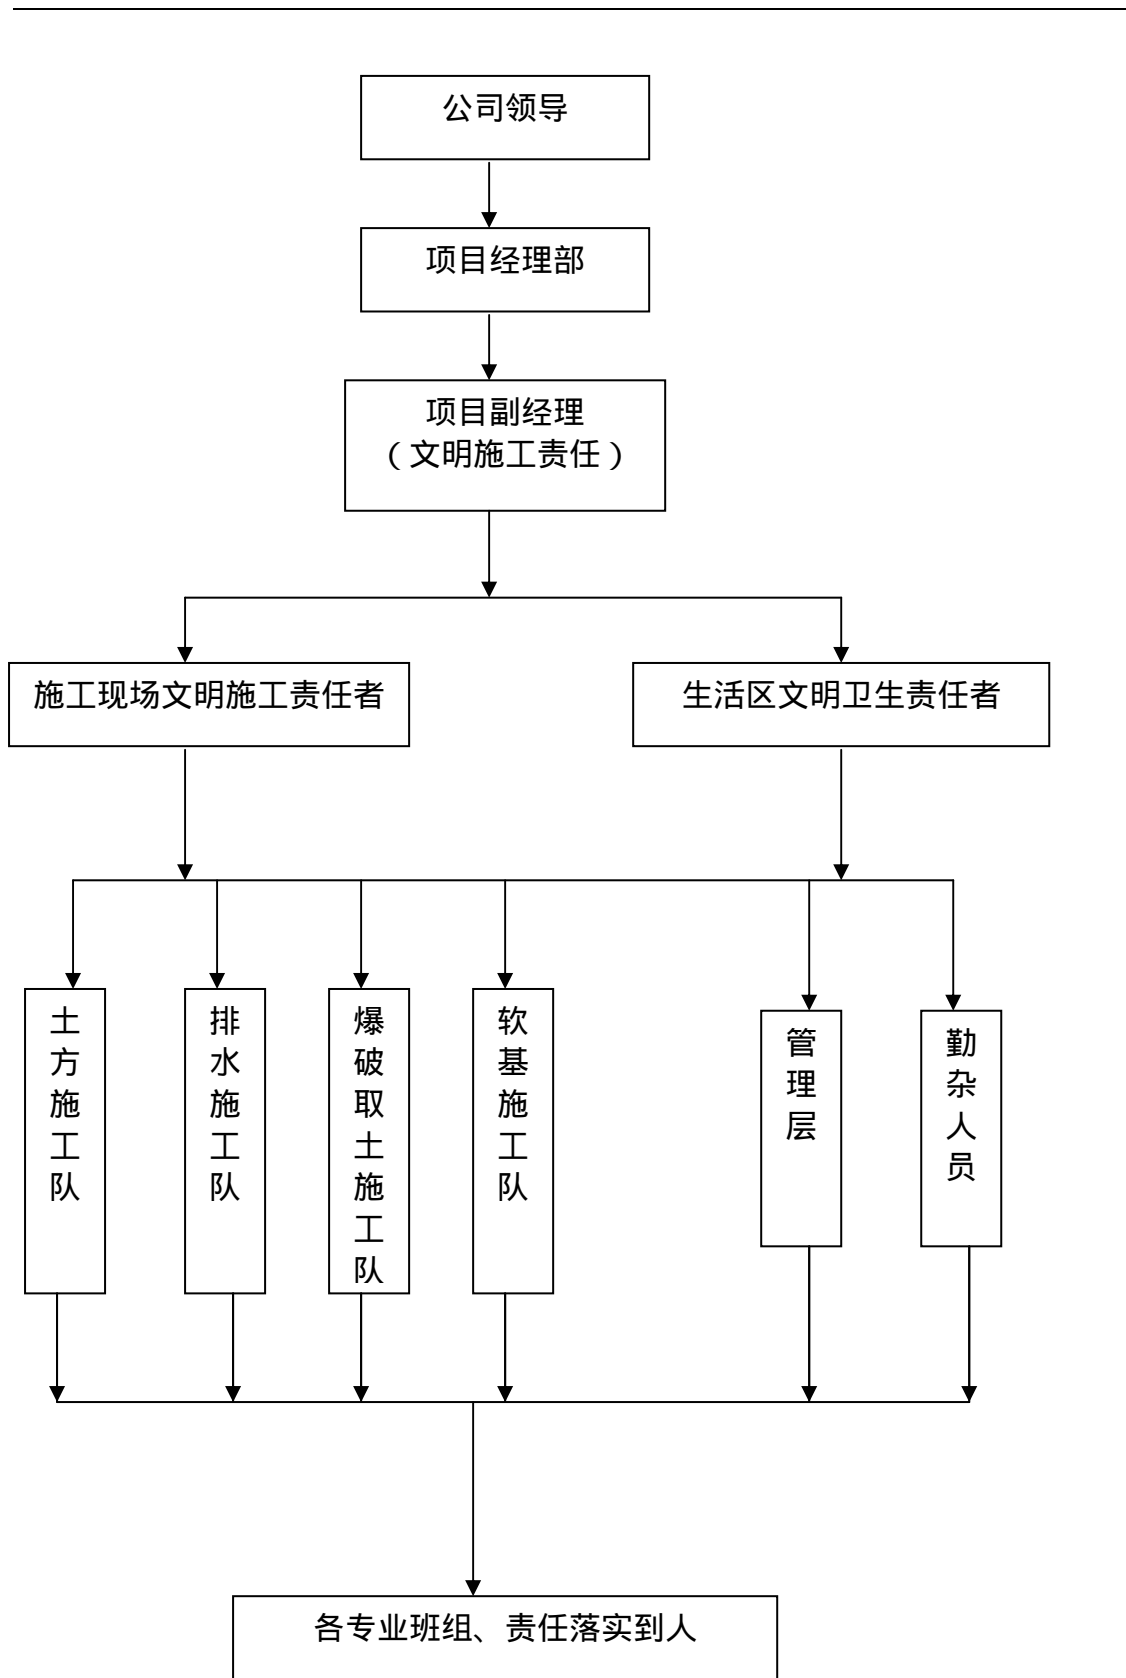 公司领导
项目经理部
项目副经理
（文明施工责任）
施工现场文明施工责任者
生活区文明卫生责任者
土方施工队
排水施工队
爆破取土施工队
软基施工队
管理层
勤杂人员
各专业班组、责任落实到人